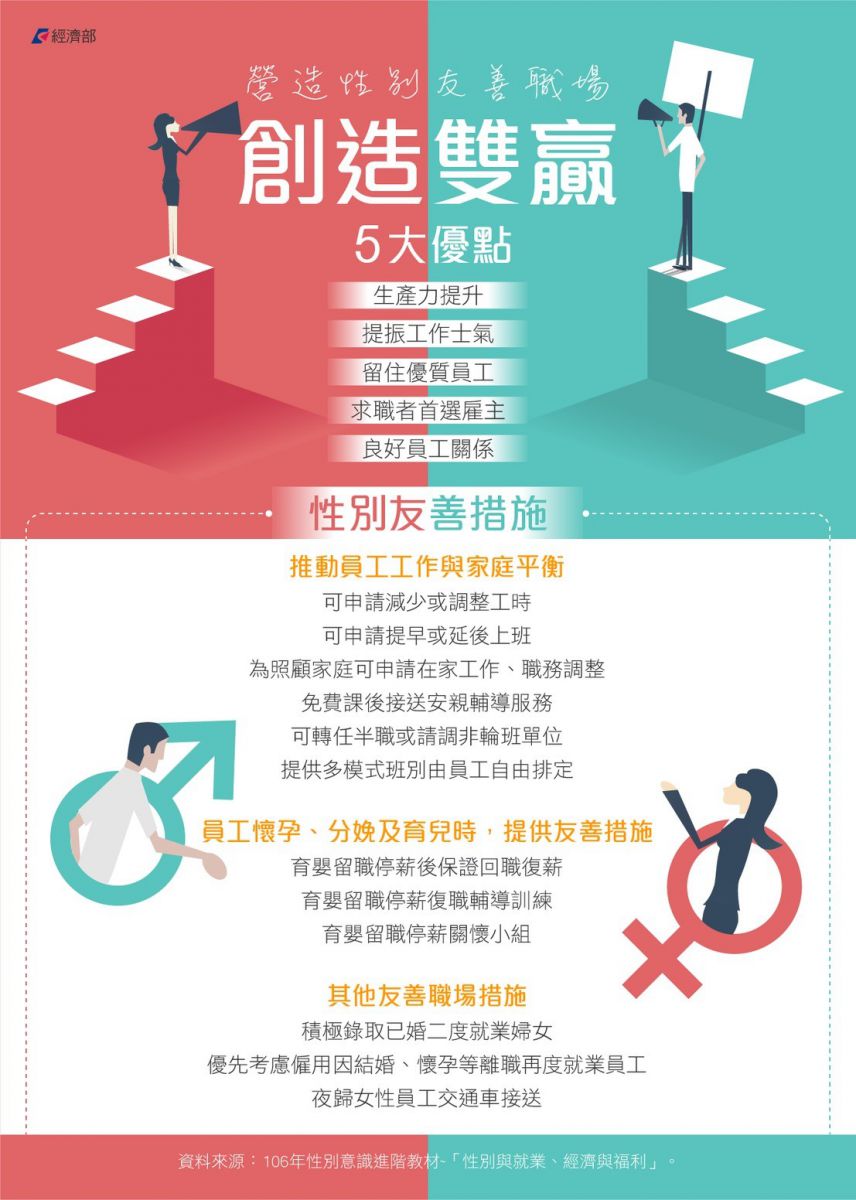 經濟部
營造性別友善職場
創造雙贏
5大優點
生產力提升
提振工作士氣
留住優質員工
求職者首選雇主
良好員工關係
性別友善措施
推動員工工作與家庭平衡
可申請減少或調整工時
可申請提早或延後上班
為照顧家庭可申請在家工作、職務調整
免費課後接送安親輔導服務
可轉任半職或請調非輪班單位
提供多模式班別由員工自由排定
員工懷孕、分娩及育兒時，提供友善措施
育嬰留職停薪後保證回職復薪
育嬰留職停薪復職輔導訓練
育嬰留職停薪關懷小組
其他友善職場措施
積極錄取已婚二度就業婦女
優先考慮僱用因結婚、懷孕等離職再度就業員工
夜歸女性員工交通車接送
資料來源：106年性別意識進階教材-「性別與就業、經濟與福利」。